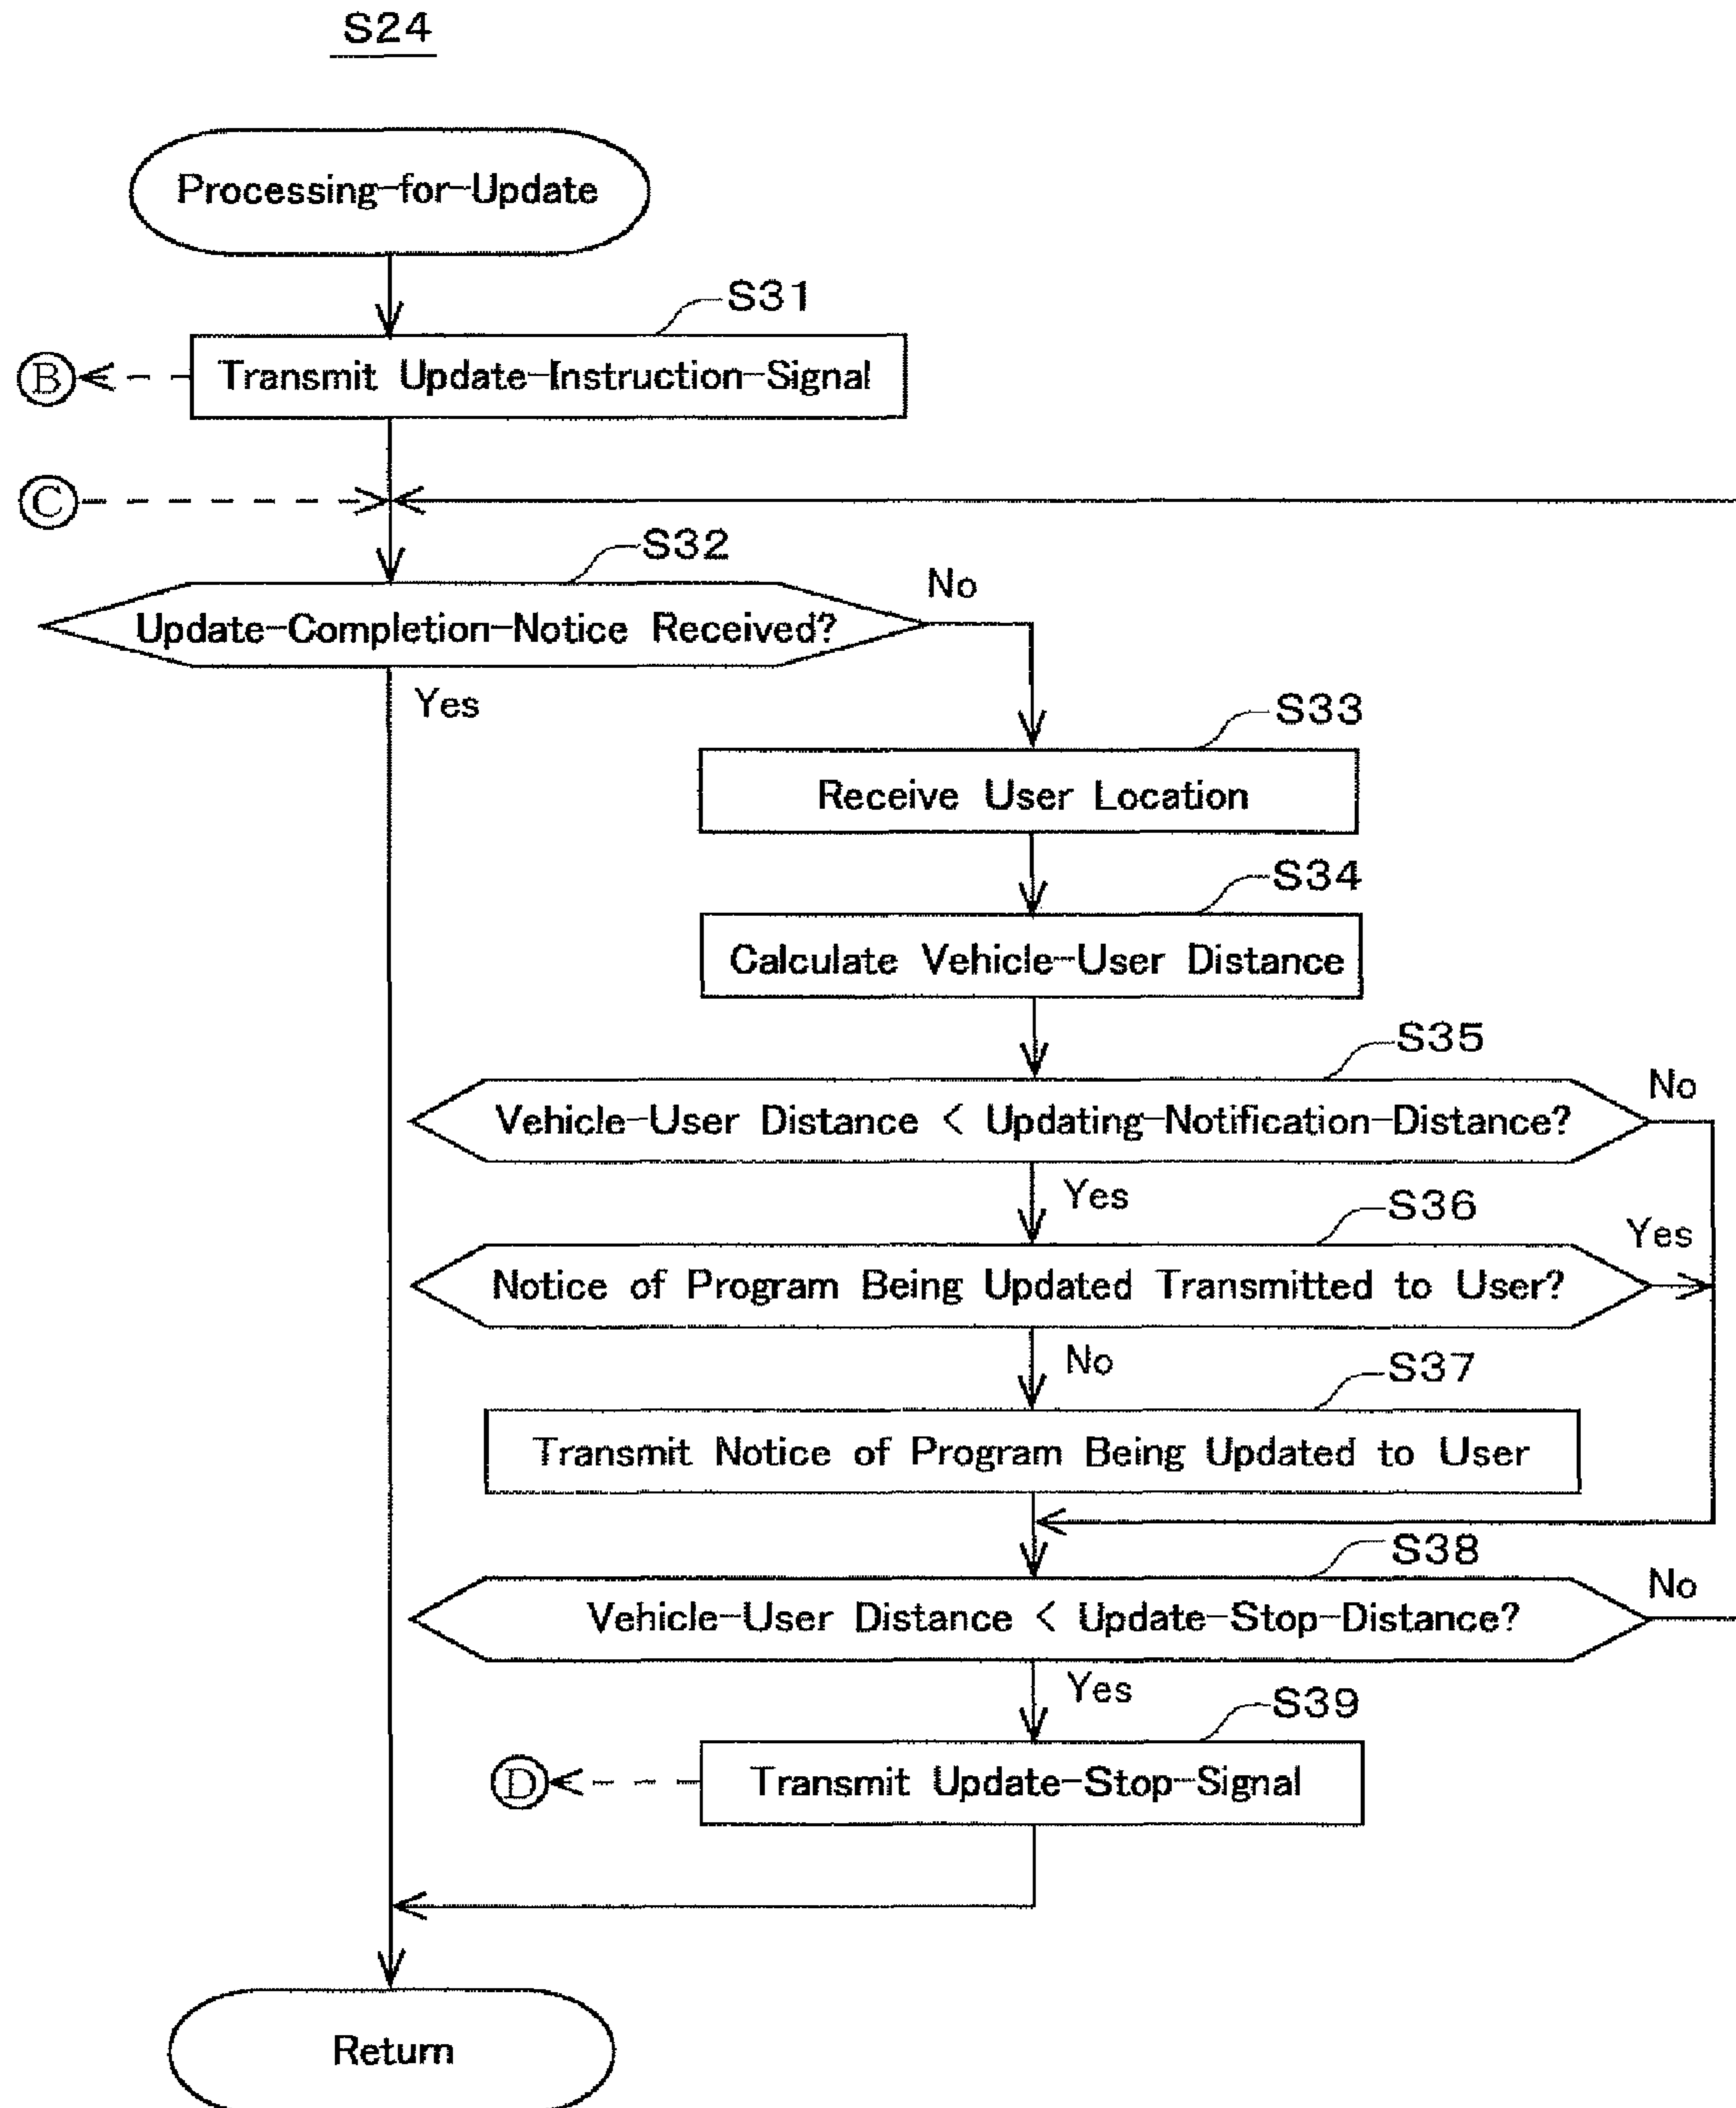 S24
Processing-for-Update
S31
B
Transmit Update-Instruction-Signal
C
S32
No
Update-Completion-Notice Received?
Yes
S33
Receive User Location
S34
Calculate Vehicle-User Distance
S35
No
Vehicle-User Distance < Updating-Notification-Distance?
Yes
S36
Yes
Notice of Program Being Updated Transmitted to User?
No
S37
Transmit Notice of Program Being Updated to User
S38
No
Vehicle-User Distance < Update-Stop-Distance?
Yes
S39
D
Transmit Update-Stop-Signal
Return